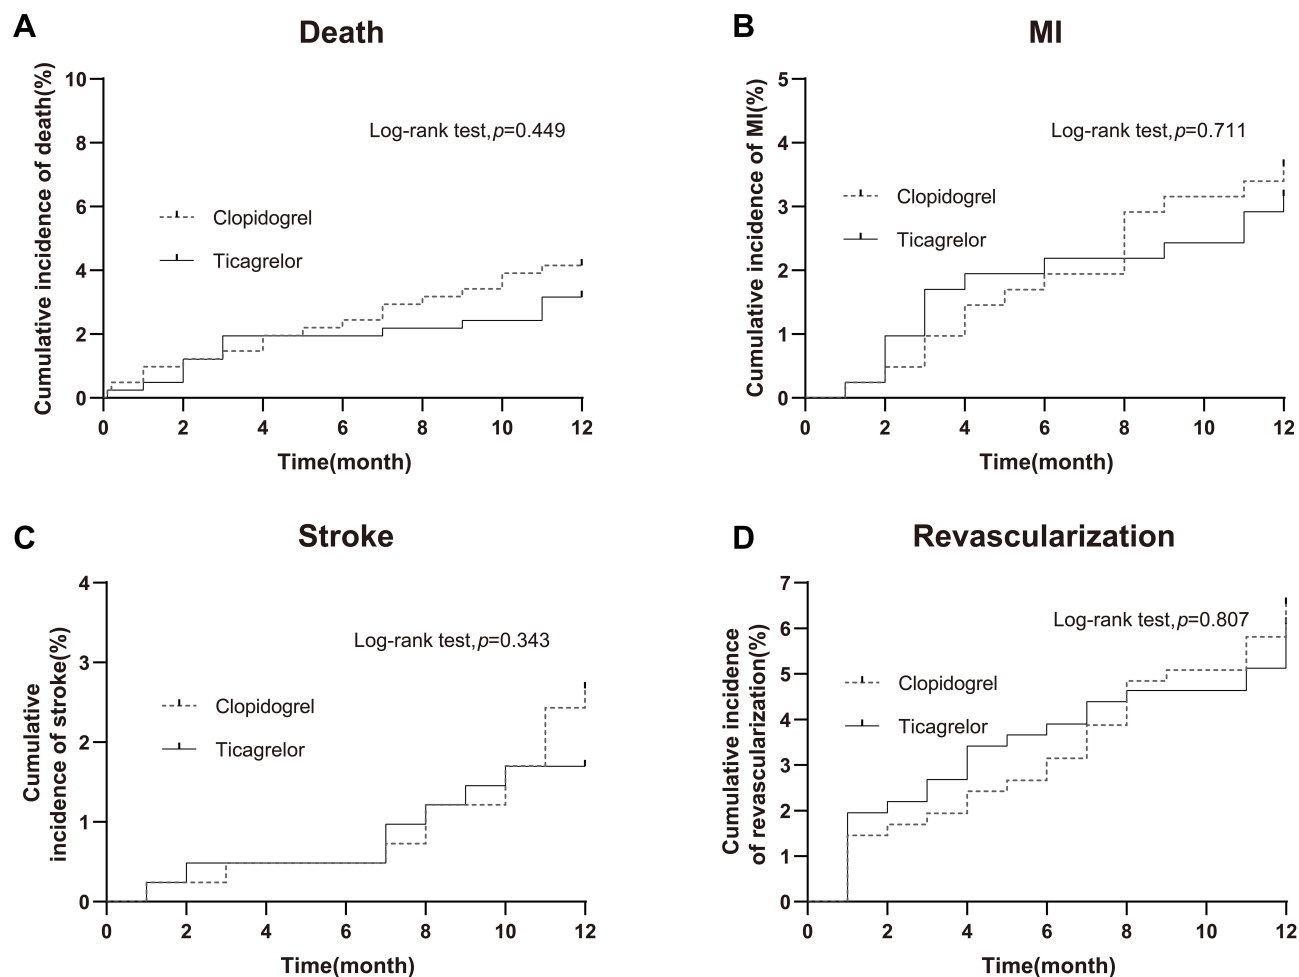 A
Death
Cumulative incidence of death(%)
10
8
6
4
2
0
Log-rank test,p=0.449
Clopidogrel
Ticagrelor
0 2 4 6 8 10 12
Time(month)
B
MI
Cumulative incidence of MI(%)
5
4
3
2
1
0
Log-rank test,p=0.711
Clopidogrel
Ticagrelor
0 2 4 6 8 10 12
Time(month)
C
Stroke
Cumulative
incidence of stroke(%)
4
3
2
1
0
Log-rank test,p=0.343
Clopidogrel
Ticagrelor
0 2 4 6 8 10 12
Time(month)
D
Revascularization
Cumulative incidence
of revascularization(%)
7
6
5
4
3
2
1
0
Log-rank test,p=0.807
Clopidogrel
Ticagrelor
0 2 4 6 8 10 12
Time(month)